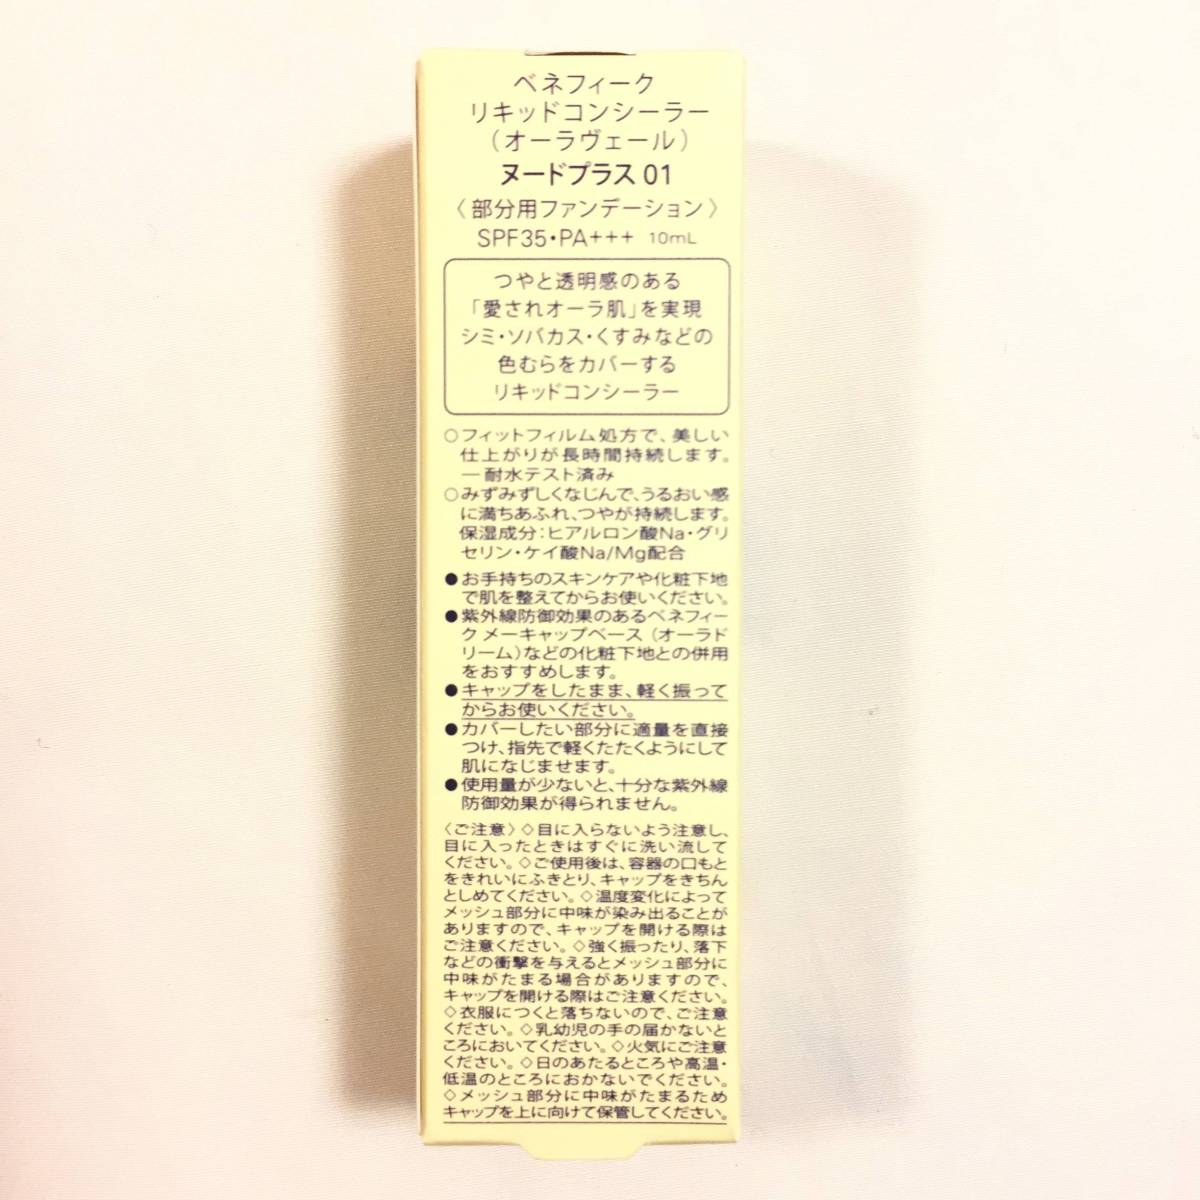 ベネフィーク
リキッドコンシーラー
(オーラヴェール)
ヌードプラス 01
〈部分用ファンデーション〉
SPF35・PA+++ 10mL
つやと透明感のある
「愛されオーラ肌」を実現
シミ・ソバカス・くすみなどの
色むらをカバーする
リキッドコンシーラー
○フィットフィルム処方で、美しい
仕上がりが長時間持続します。
―耐水テスト済み
○みずみずしくなじんで、うるおい感
に満ちあふれ、つやが持続します。
保湿成分:ヒアルロン酸Na・グリ
セリン・ケイ酸Na/Mg配合
●お手持ちのスキンケアや化粧下地
で肌を整えてからお使いください。
●紫外線防御効果のあるベネフィー
ク メーキャップベース (オーラド
リーム)などの化粧下地との併用
をおすすめします。
●キャップをしたまま、軽く振って
からお使いください。
●カバーしたい部分に適量を直接
つけ、指先で軽くたたくようにして
肌になじませます。
●使用量が少ないと、十分な紫外線
防御効果が得られません。
〈ご注意〉◇目に入らないよう注意し、
目に入ったときはすぐに洗い流して
ください。◇ご使用後は、容器の口もと
をきれいにふきとり、キャップをきちん
としめてください。◇温度変化によって
メッシュ部分に中味が染み出ることが
ありますので、キャップを開ける際は
ご注意ください。◇強く振ったり、落下
などの衝撃を与えるとメッシュ部分に
中味がたまる場合がありますので、
キャップを開ける際はご注意ください。
◇衣服につくと落ちないので、ご注意
ください。◇乳幼児の手の届かないと
ころにおいてください。◇火気にご注意
ください。◇日のあたるところや高温・
低温のところにおかないでください。
◇メッシュ部分に中味がたまるため
キャップを上に向けて保管してください。